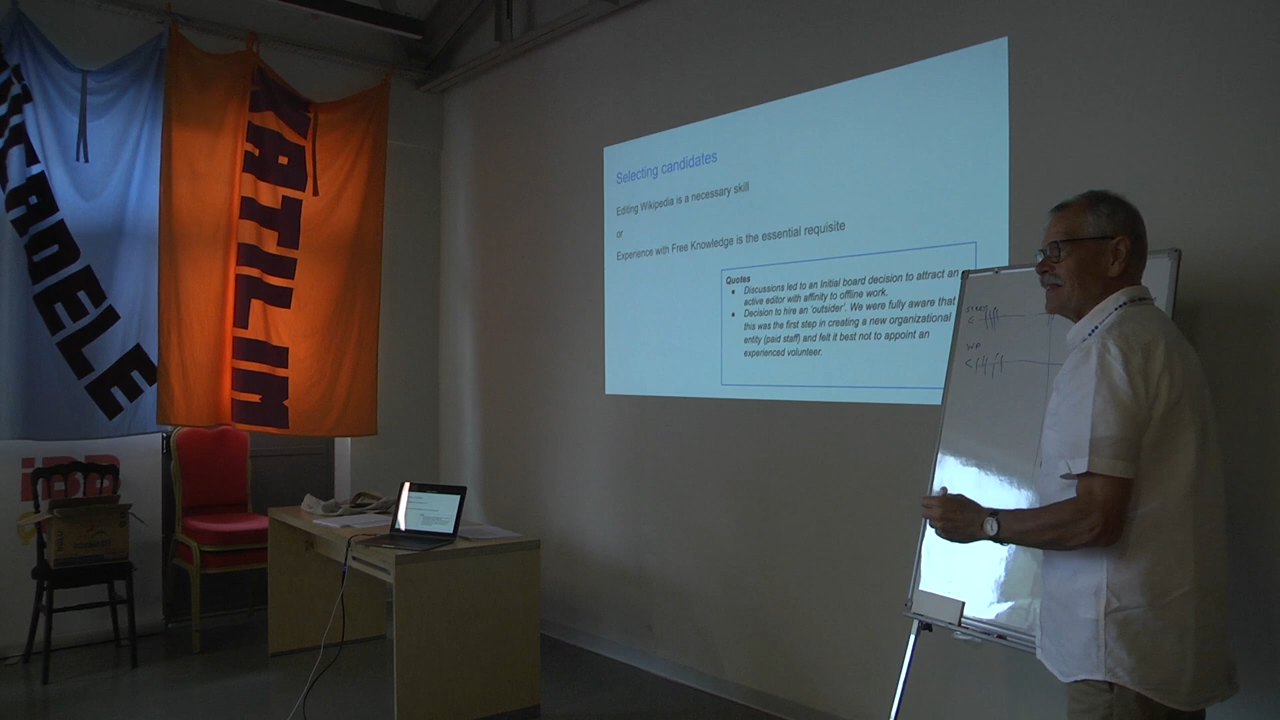 MÜCADELE
KATILIM
Selecting candidates
Editing Wikipedia is a necessary skill
or
Experience with Free Knowledge is the essential requisite
Quotes
● Discussions led to an Initial board decision to attract an
active editor with affinity to offline work.
● Decision to hire an 'outsider'. We were fully aware that
this was the first step in creating a new organizational
entity (paid staff) and felt it best not to appoint an
experienced volunteer.
WP